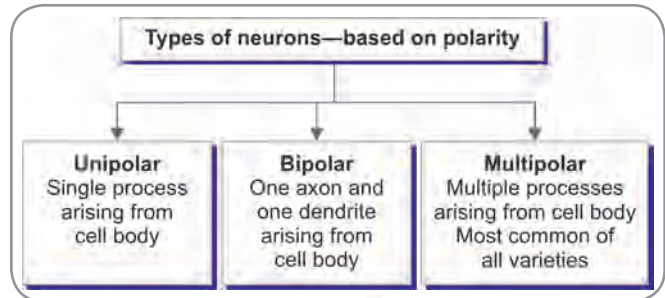 Types of neurons—based on polarity
Unipolar
Single process
arising from
cell body
Bipolar
One axon and
one dendrite
arising from
cell body
Multipolar
Multiple processes
arising from cell body
Most common of
all varieties